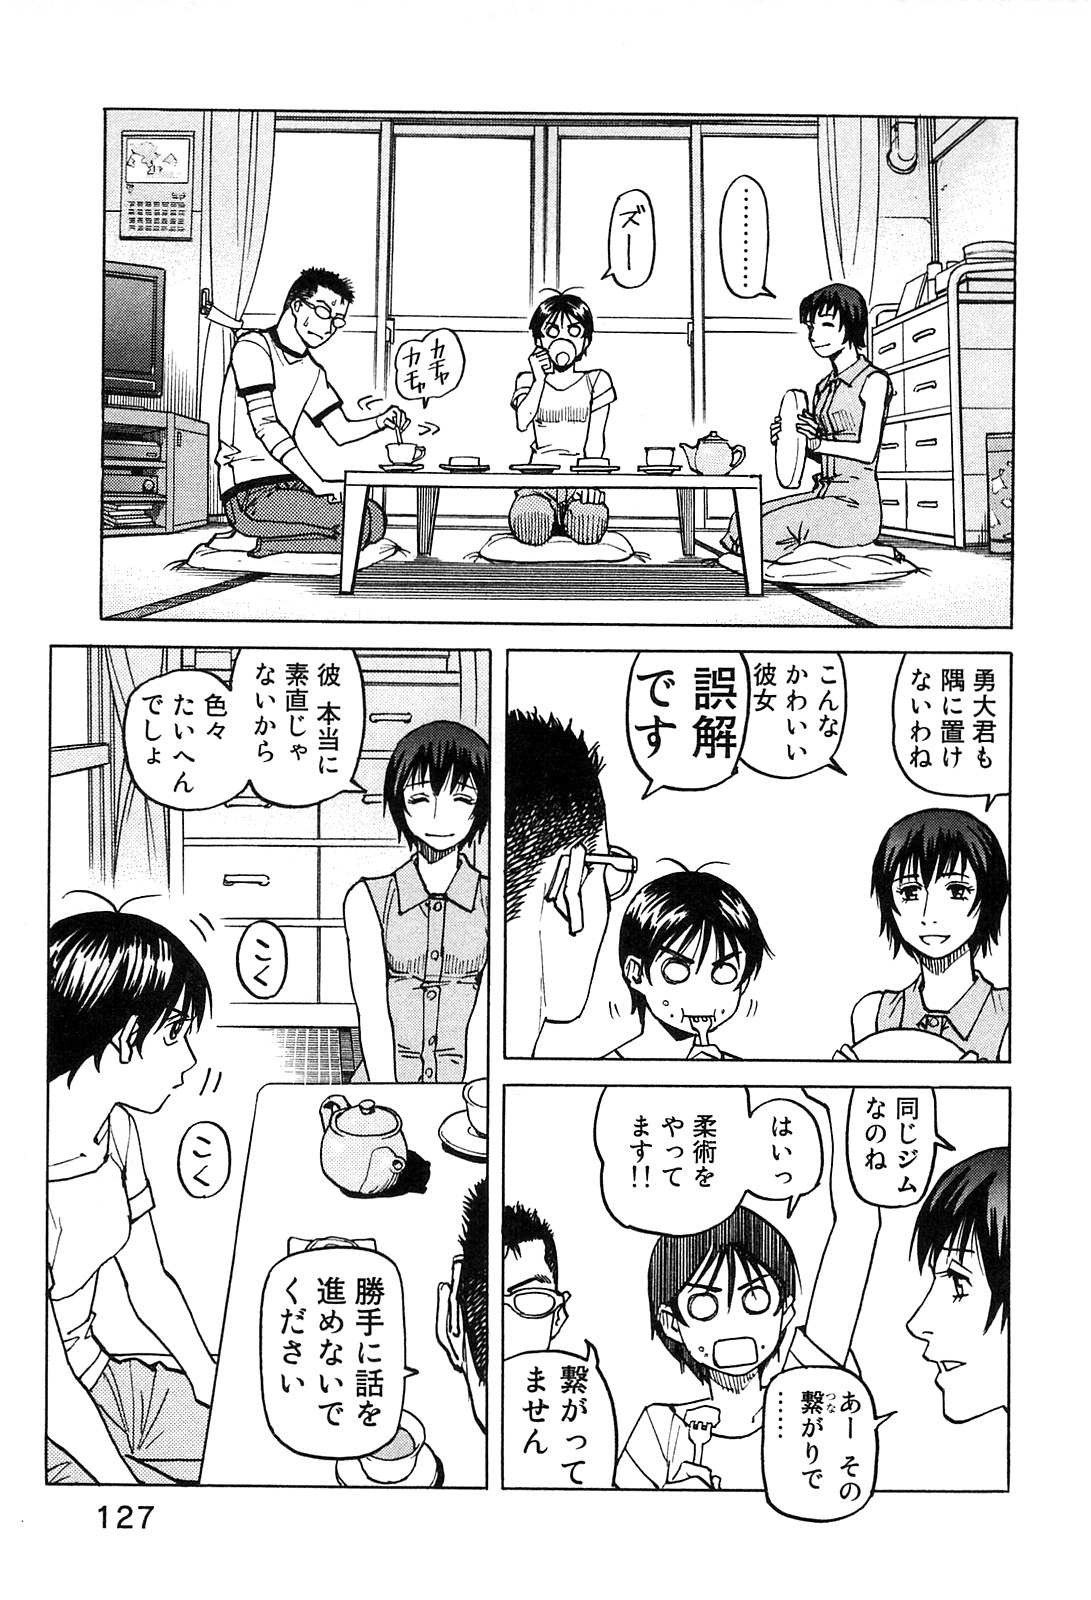 ………
ズー
カチャ
カチャ
勇大君も
隅に置け
ないわね
こんな
かわいい
彼女
誤解
です
同じジム
なのね
はいっ
柔術を
やって
ます!!
あー その
繋がりで
つな
……
繋がって
ません
彼 本当に
素直じゃ
ないから
色々
たいへん
でしょ
こく
こく
勝手に話を
進めないで
ください
127